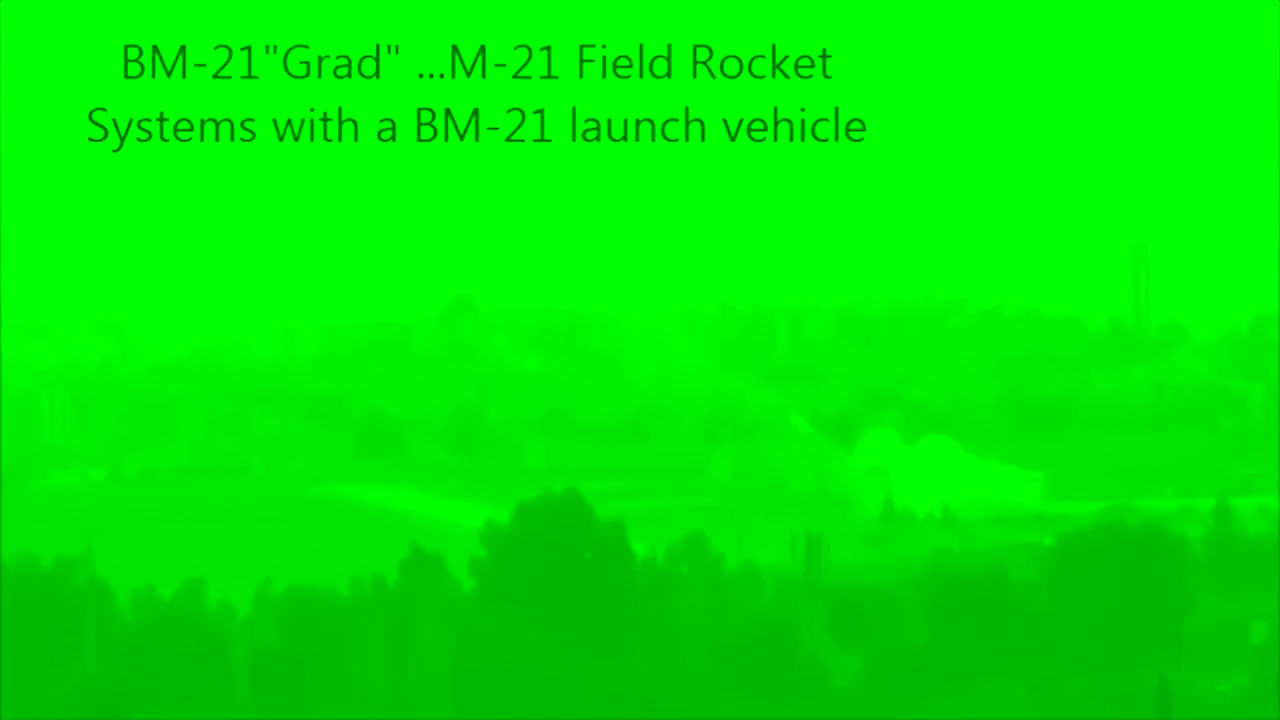 BM-21"Grad" ...M-21 Field Rocket
Systems with a BM-21 launch vehicle